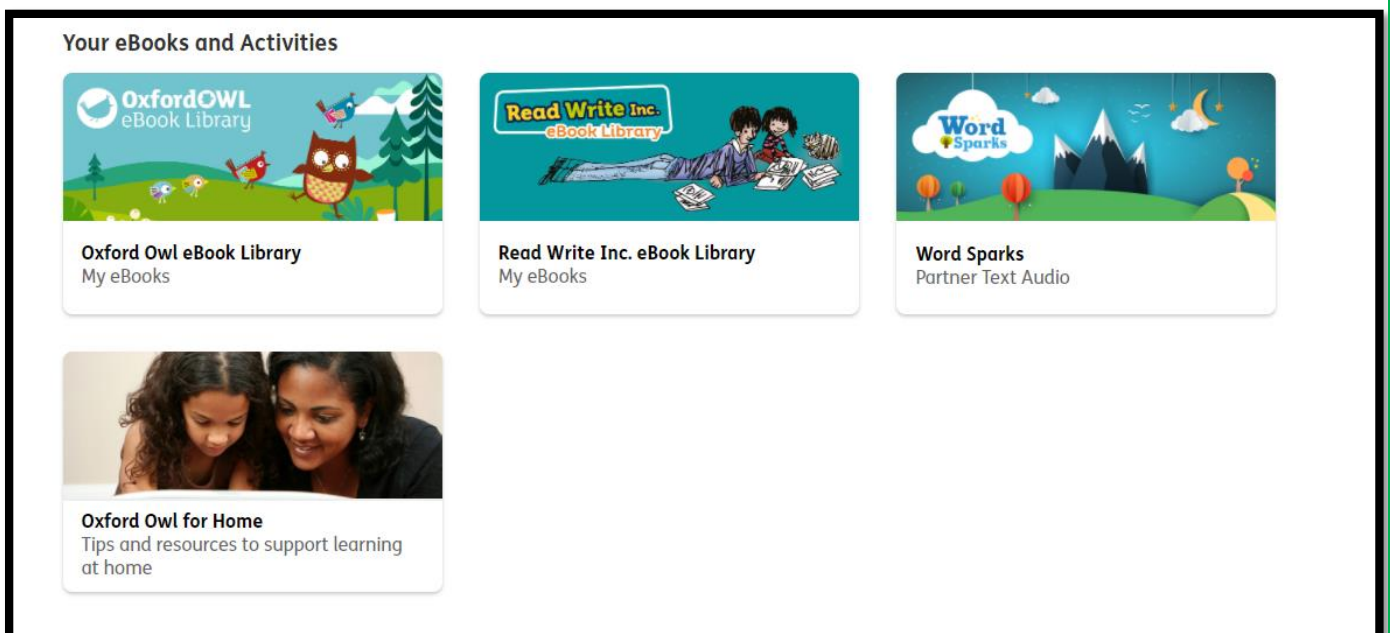 Your eBooks and Activities
OxfordOWL
eBook Library
Read Write Inc.
eBook Library
Word
Sparks
Oxford Owl eBook Library
My eBooks
Read Write Inc. eBook Library
My eBooks
Word Sparks
Partner Text Audio
Oxford Owl for Home
Tips and resources to support learning
at home